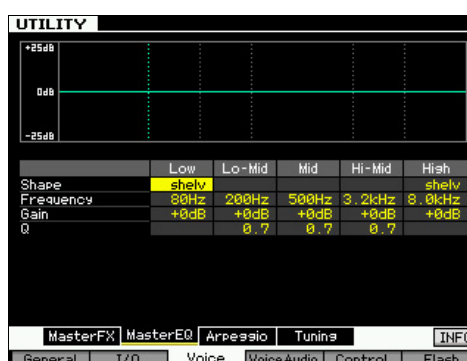 UTILITY
+25dB
0dB
-25dB
Low Lo-Mid Mid Hi-Mid High
Shape shelv shelv
Frequency 80Hz 200Hz 500Hz 3.2kHz 8.0kHz
Gain +0dB +0dB +0dB +0dB +0dB
Q 0.7 0.7 0.7
MasterFX MasterEQ Arpeggio Tuning INFO
General I/O Voice Voice Audio Control Flash